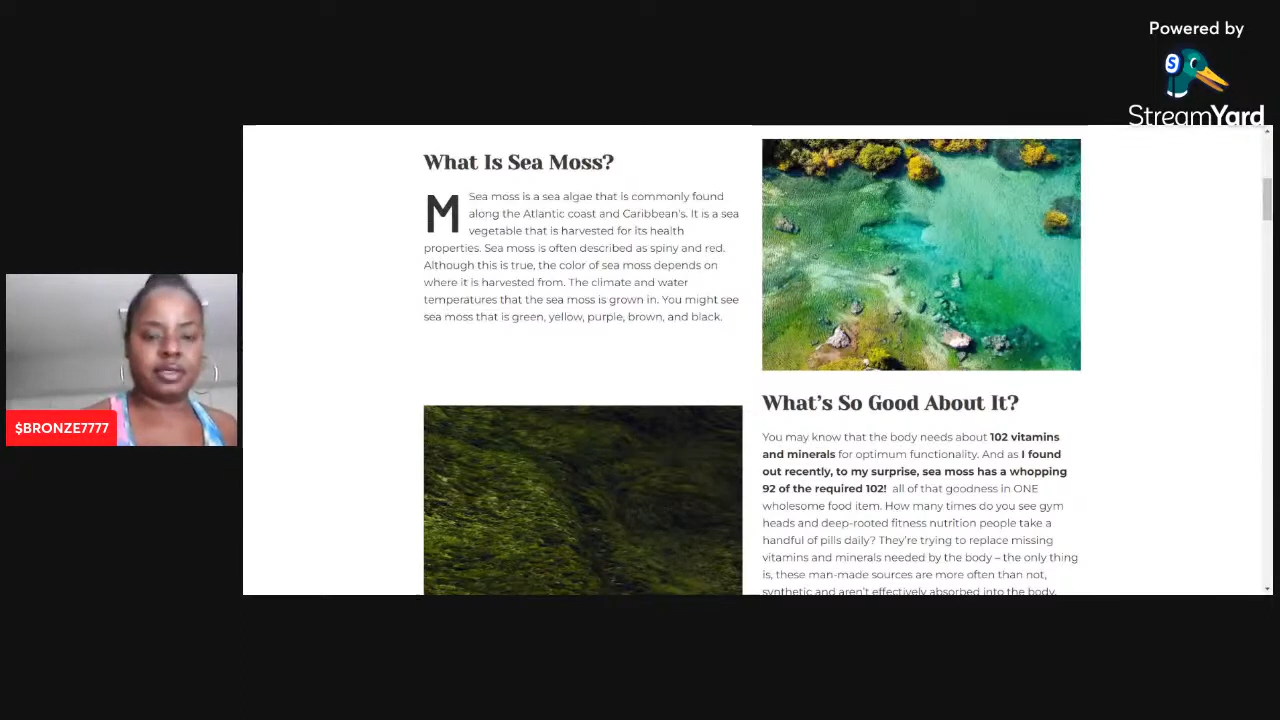 Powered by
S
StreamYard
What Is Sea Moss?
M
Sea moss is a sea algae that is commonly found
along the Atlantic coast and Caribbean's. It is a sea
vegetable that is harvested for its health
properties. Sea moss is often described as spiny and red.
Although this is true, the color of sea moss depends on
where it is harvested from. The climate and water
temperatures that the sea moss is grown in. You might see
sea moss that is green, yellow, purple, brown, and black.
$BRONZE7777
What's So Good About It?
You may know that the body needs about 102 vitamins
and minerals for optimum functionality. And as I found
out recently, to my surprise, sea moss has a whopping
92 of the required 102! all of that goodness in ONE
wholesome food item. How many times do you see gym
heads and deep-rooted fitness nutrition people take a
handful of pills daily? They're trying to replace missing
vitamins and minerals needed by the body – the only thing
is, these man-made sources are more often than not,
synthetic and aren't effectively absorbed into the body.